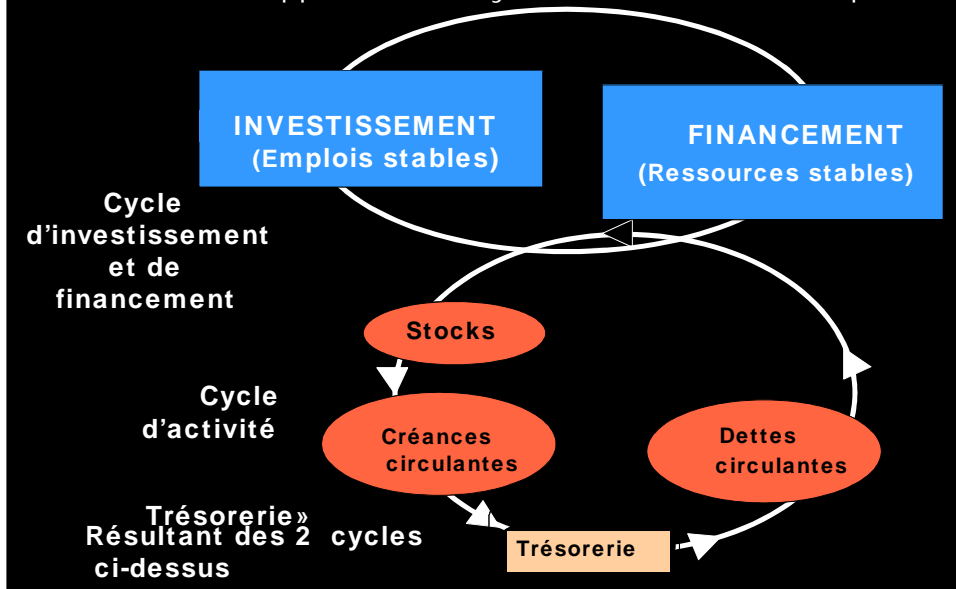 INVESTISSEMENT
(Emplois stables)
FINANCEMENT
(Ressources stables)
Cycle
d’investissement
et de
financement
Stocks
Cycle
d’activité
Créances
circulantes
Dettes
circulantes
Trésorerie»
Résultant des 2 cycles
ci-dessus
Trésorerie